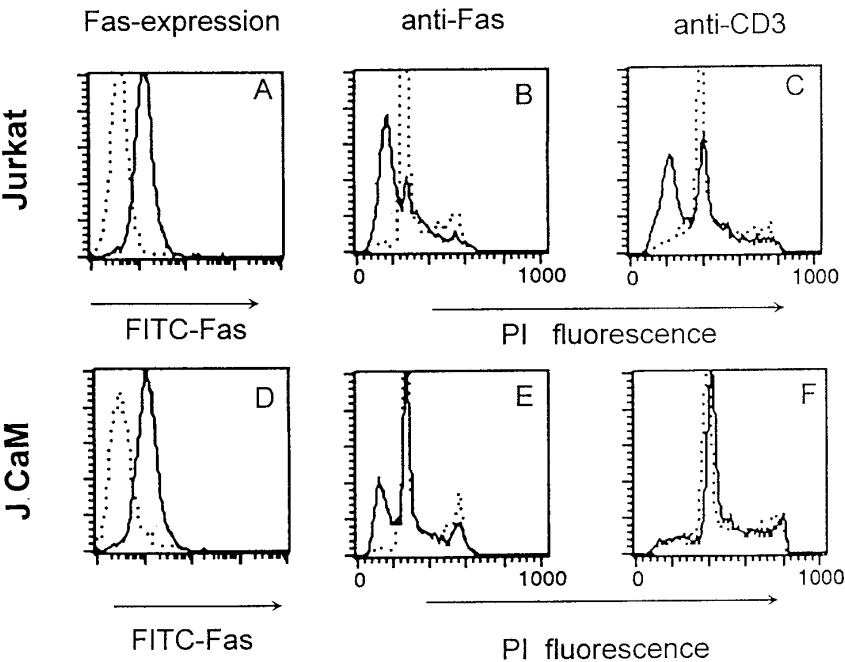 Fas-expression anti-Fas anti-CD3
Jurkat
A B C
0 1000 0 1000
FITC-Fas PI fluorescence
J.CaM
D E F
0 1000 0 1000
FITC-Fas PI fluorescence